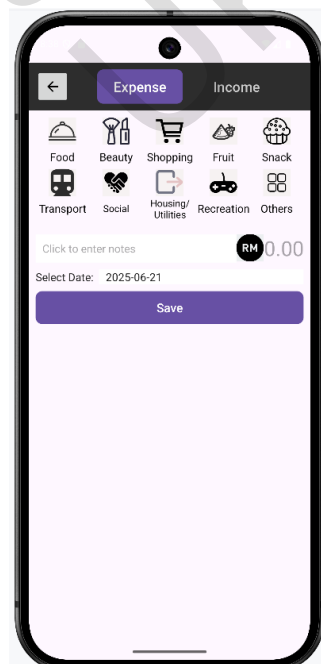 Expense Income
Food Beauty Shopping Fruit Snack
Transport Social Housing/ Recreation Others
Utilities
Click to enter notes RM 0.00
Select Date: 2025-06-21
Save